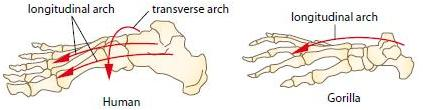 longitudinal arch
transverse arch
Human
longitudinal arch
Gorilla